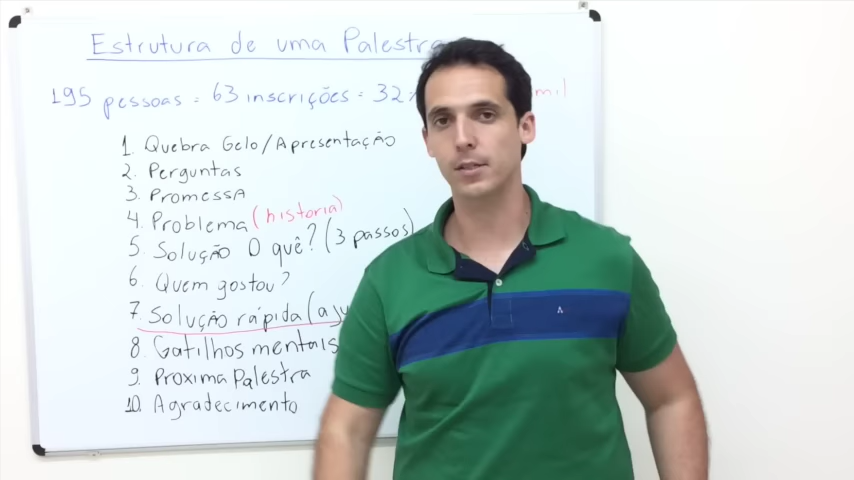 Estrutura de uma Palestra
195 pessoas = 63 inscrições = 32% mil
1. Quebra Gelo/Apresentação
2. Perguntas
3. PromessA
4. Problema (historia)
5. Solução O quê? (3 passos)
6. Quem gostou?
7. Solução rápida (aju
8. Gatilhos mentais
9. Proxima Palestra
10. Agradecimento